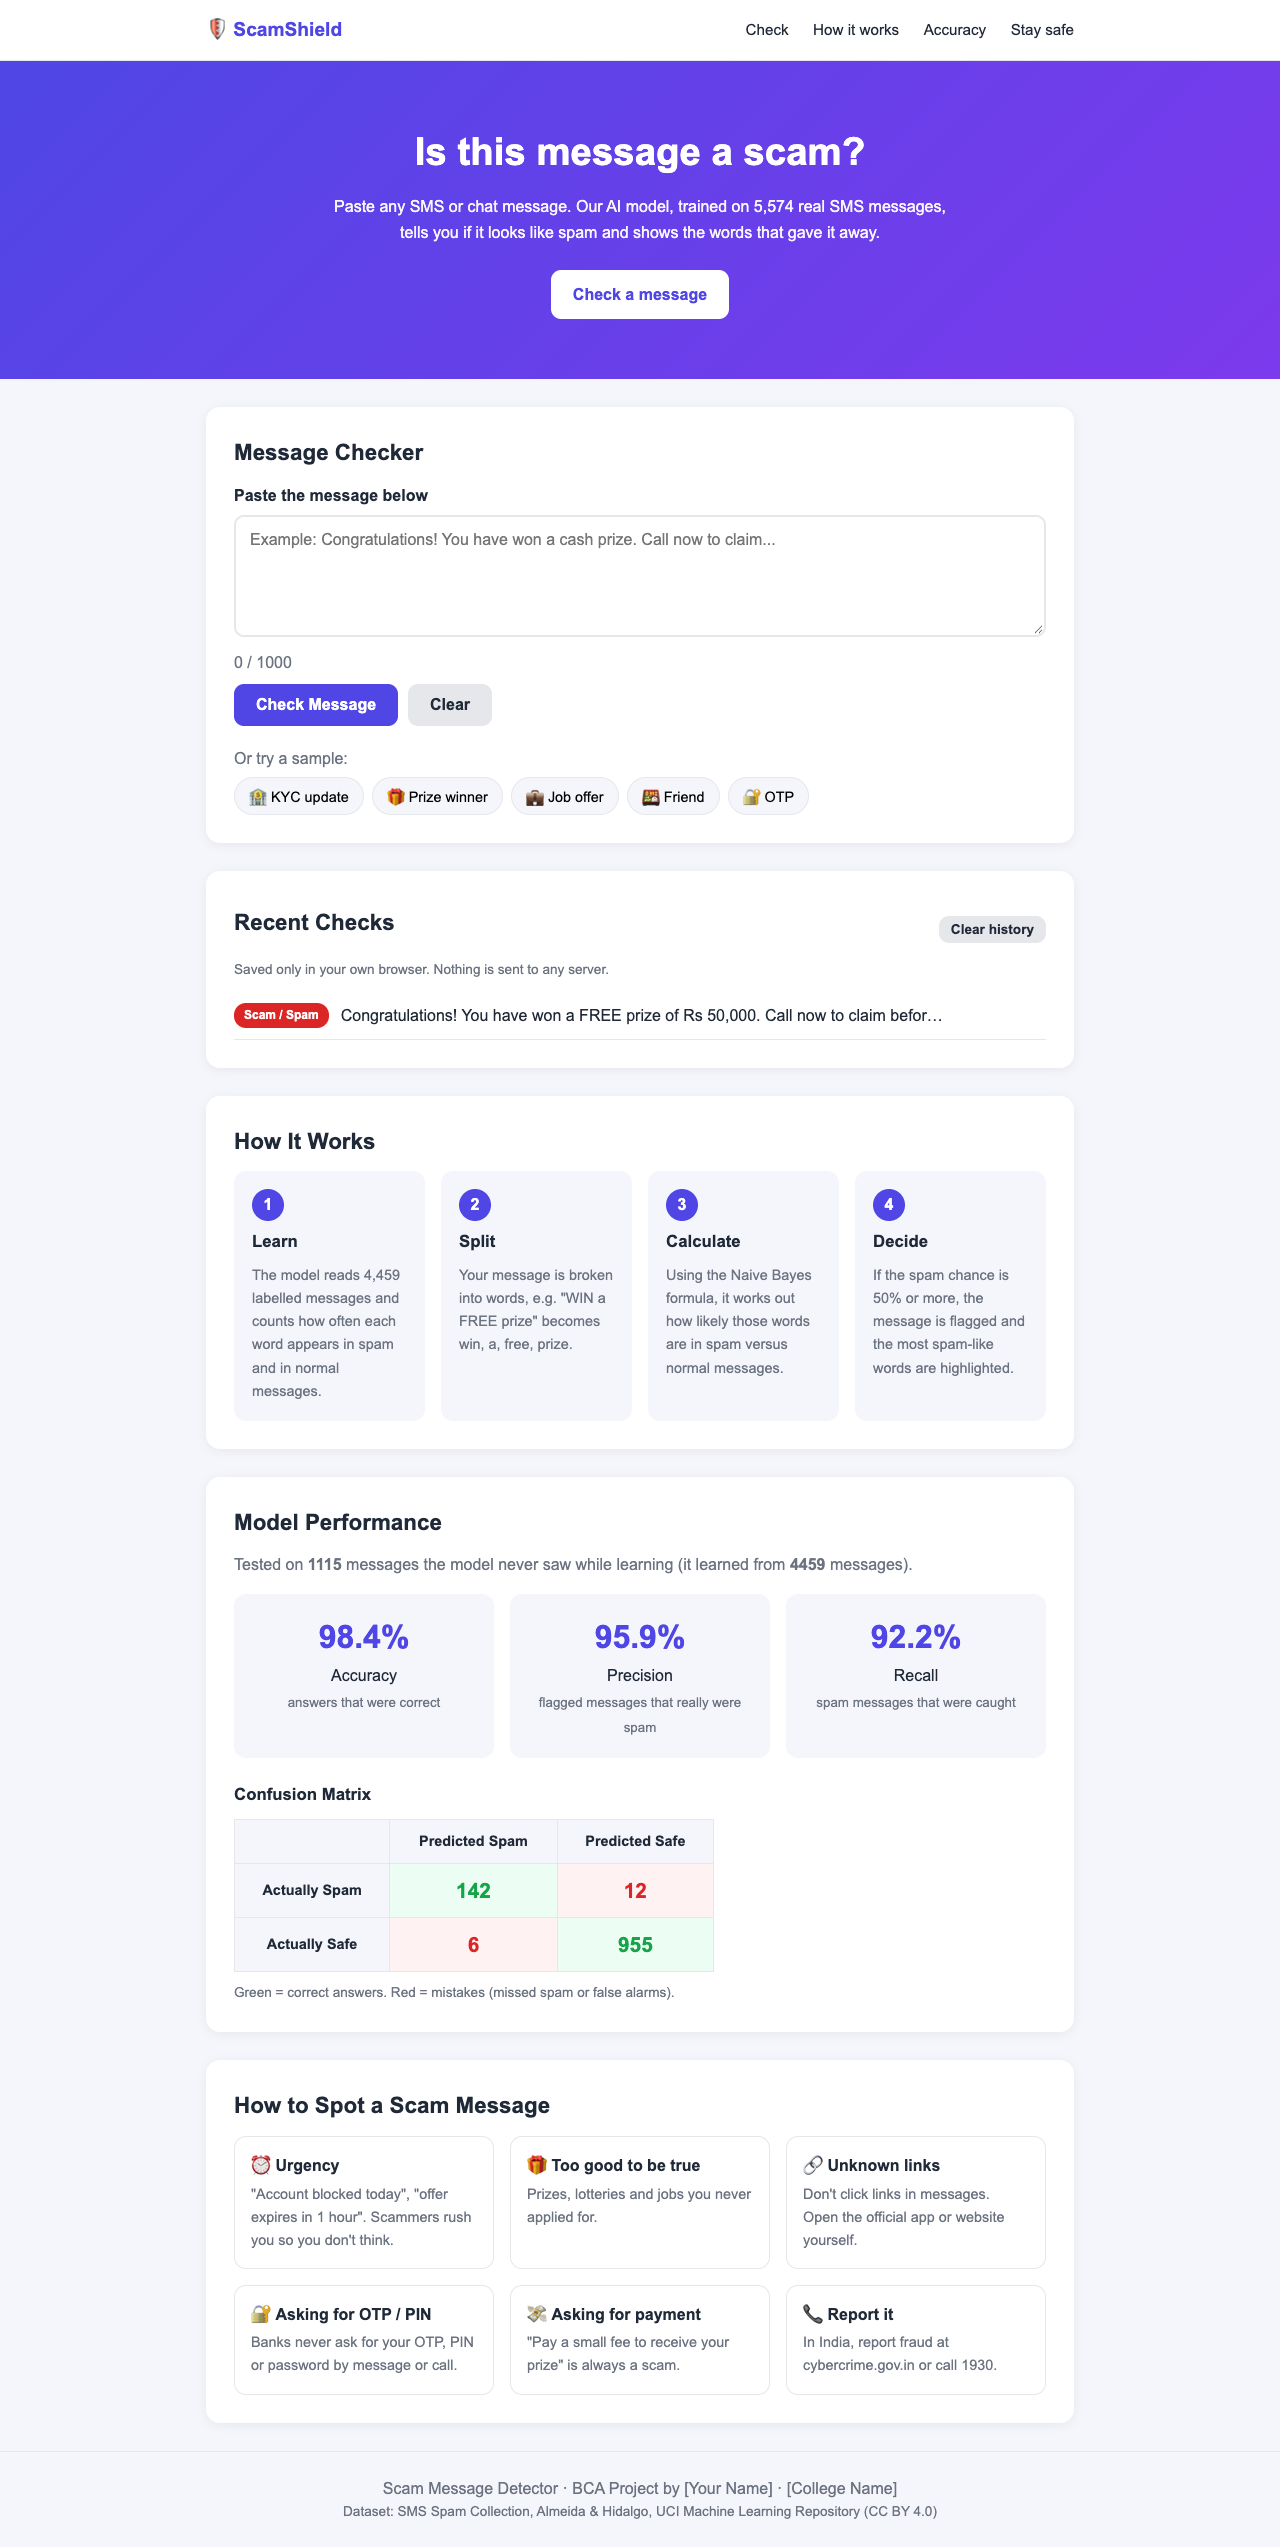 ScamShield
Check
How it works
Accuracy
Stay safe
Is this message a scam?
Paste any SMS or chat message. Our AI model, trained on 5,574 real SMS messages,
tells you if it looks like spam and shows the words that gave it away.
Check a message
Message Checker
Paste the message below
Example: Congratulations! You have won a cash prize. Call now to claim...
0 / 1000
Check Message
Clear
Or try a sample:
KYC update
Prize winner
Job offer
Friend
OTP
Recent Checks
Clear history
Saved only in your own browser. Nothing is sent to any server.
Scam / Spam
Congratulations! You have won a FREE prize of Rs 50,000. Call now to claim befor…
How It Works
1
Learn
The model reads 4,459
labelled messages and
counts how often each
word appears in spam
and in normal
messages.
2
Split
Your message is broken
into words, e.g. "WIN a
FREE prize" becomes
win, a, free, prize.
3
Calculate
Using the Naive Bayes
formula, it works out
how likely those words
are in spam versus
normal messages.
4
Decide
If the spam chance is
50% or more, the
message is flagged and
the most spam-like
words are highlighted.
Model Performance
Tested on 1115 messages the model never saw while learning (it learned from 4459 messages).
98.4%
Accuracy
answers that were correct
95.9%
Precision
flagged messages that really were
spam
92.2%
Recall
spam messages that were caught
Confusion Matrix
Predicted Spam
Predicted Safe
Actually Spam
142
12
Actually Safe
6
955
Green = correct answers. Red = mistakes (missed spam or false alarms).
How to Spot a Scam Message
Urgency
"Account blocked today", "offer
expires in 1 hour". Scammers rush
you so you don't think.
Too good to be true
Prizes, lotteries and jobs you never
applied for.
Unknown links
Don't click links in messages.
Open the official app or website
yourself.
Asking for OTP / PIN
Banks never ask for your OTP, PIN
or password by message or call.
Asking for payment
"Pay a small fee to receive your
prize" is always a scam.
Report it
In India, report fraud at
cybercrime.gov.in or call 1930.
Scam Message Detector · BCA Project by [Your Name] · [College Name]
Dataset: SMS Spam Collection, Almeida & Hidalgo, UCI Machine Learning Repository (CC BY 4.0)